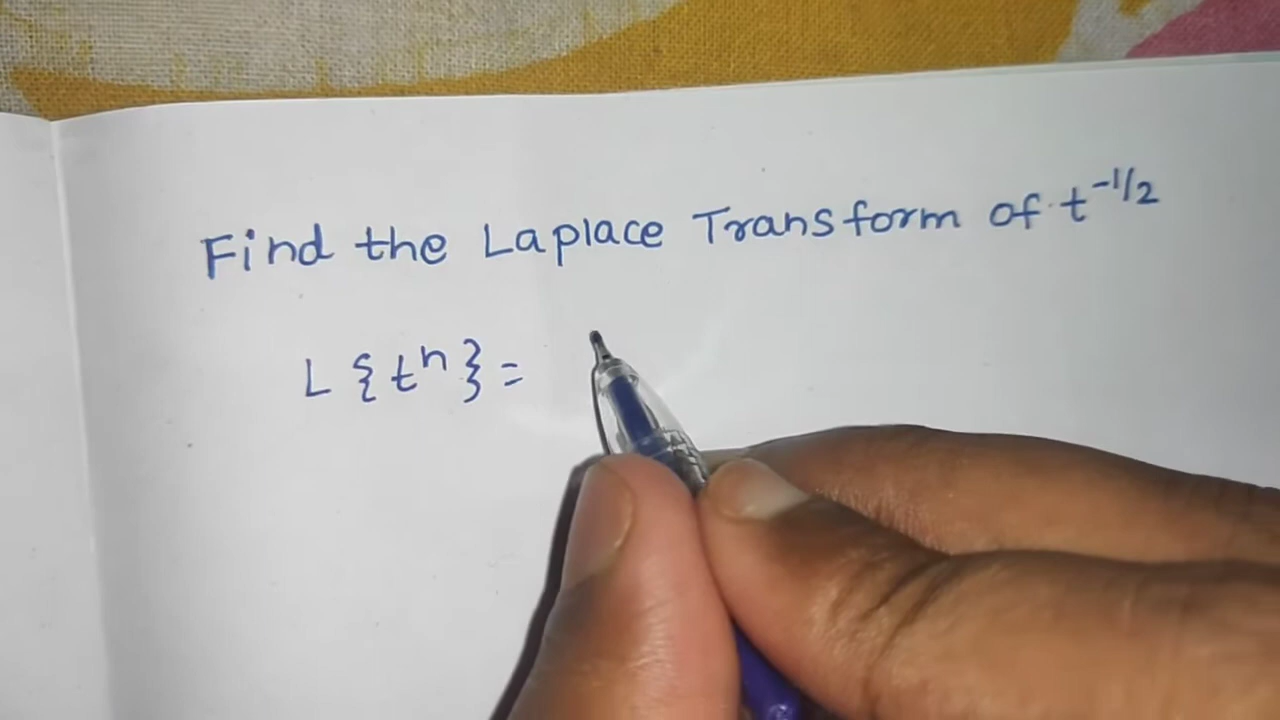 Find the Laplace Transform of t^-1/2
L{t^n} =